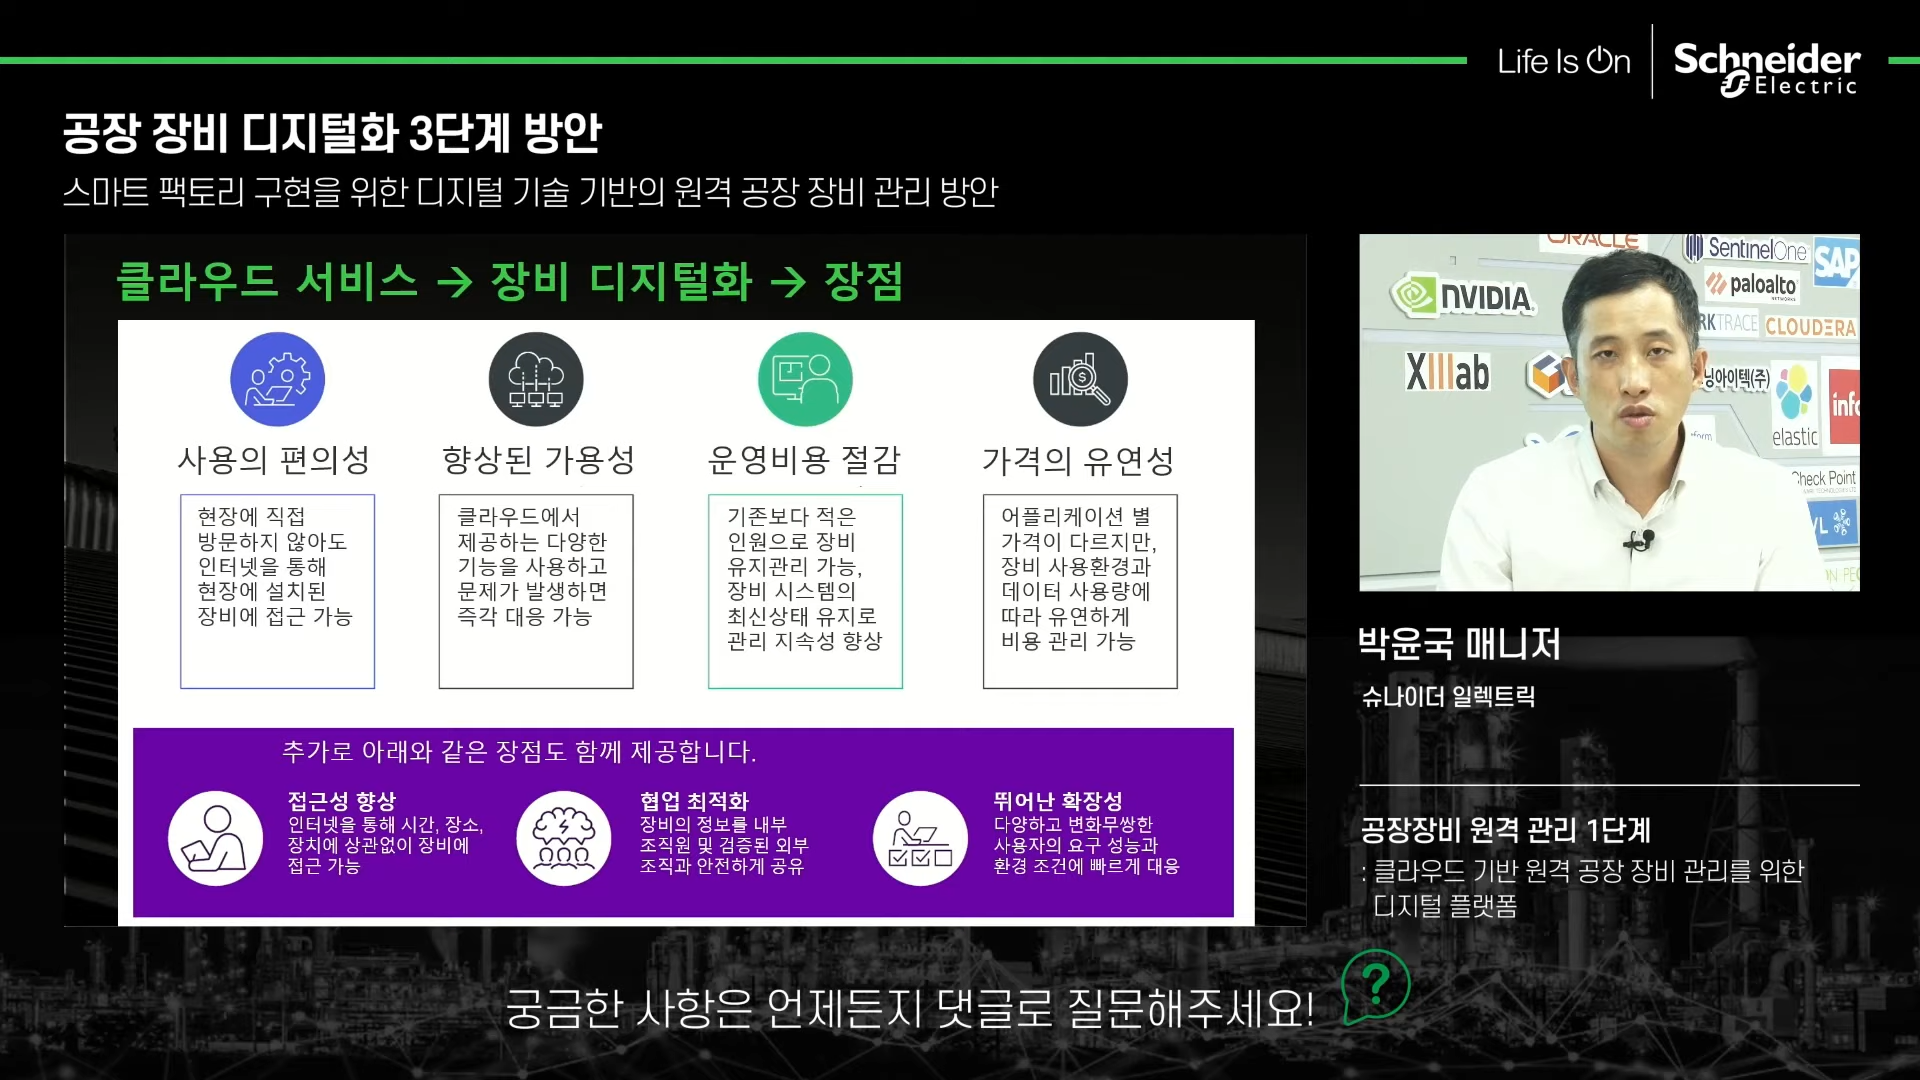 Life Is On
Schneider
Electric
공장 장비 디지털화 3단계 방안
스마트 팩토리 구현을 위한 디지털 기술 기반의 원격 공장 장비 관리 방안
클라우드 서비스 → 장비 디지털화 → 장점
사용의 편의성
현장에 직접
방문하지 않아도
인터넷을 통해
현장에 설치된
장비에 접근 가능
향상된 가용성
클라우드에서
제공하는 다양한
기능을 사용하고
문제가 발생하면
즉각 대응 가능
운영비용 절감
기존보다 적은
인원으로 장비
유지관리 가능,
장비 시스템의
최신상태 유지로
관리 지속성 향상
가격의 유연성
어플리케이션 별
가격이 다르지만,
장비 사용환경과
데이터 사용량에
따라 유연하게
비용 관리 가능
추가로 아래와 같은 장점도 함께 제공합니다.
접근성 향상
인터넷을 통해 시간, 장소,
장치에 상관없이 장비에
접근 가능
협업 최적화
장비의 정보를 내부
조직원 및 검증된 외부
조직과 안전하게 공유
뛰어난 확장성
다양하고 변화무쌍한
사용자의 요구 성능과
환경 조건에 빠르게 대응
ORACLE
SentinelOne
SAP
NVIDIA
paloalto
NETWORKS
RKTRACE
CLOUDERA
XIIIab
닝아이텍(주)
elastic
info
form
Check Point
박윤국 매니저
슈나이더 일렉트릭
공장장비 원격 관리 1단계
: 클라우드 기반 원격 공장 장비 관리를 위한
디지털 플랫폼
궁금한 사항은 언제든지 댓글로 질문해주세요!
?